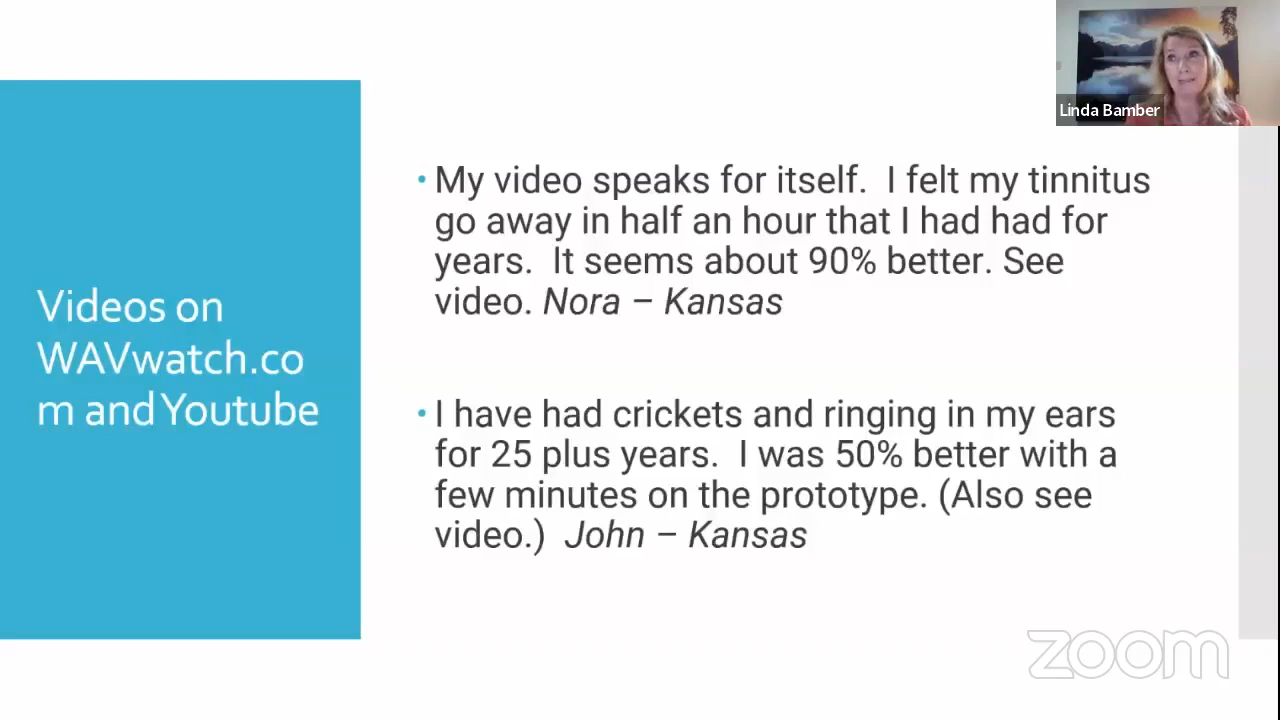 Linda Bamber
Videos on
WAVwatch.co
m and Youtube
• My video speaks for itself.  I felt my tinnitus
go away in half an hour that I had had for
years.  It seems about 90% better. See
video. Nora – Kansas
• I have had crickets and ringing in my ears
for 25 plus years.  I was 50% better with a
few minutes on the prototype. (Also see
video.)  John – Kansas
zoom